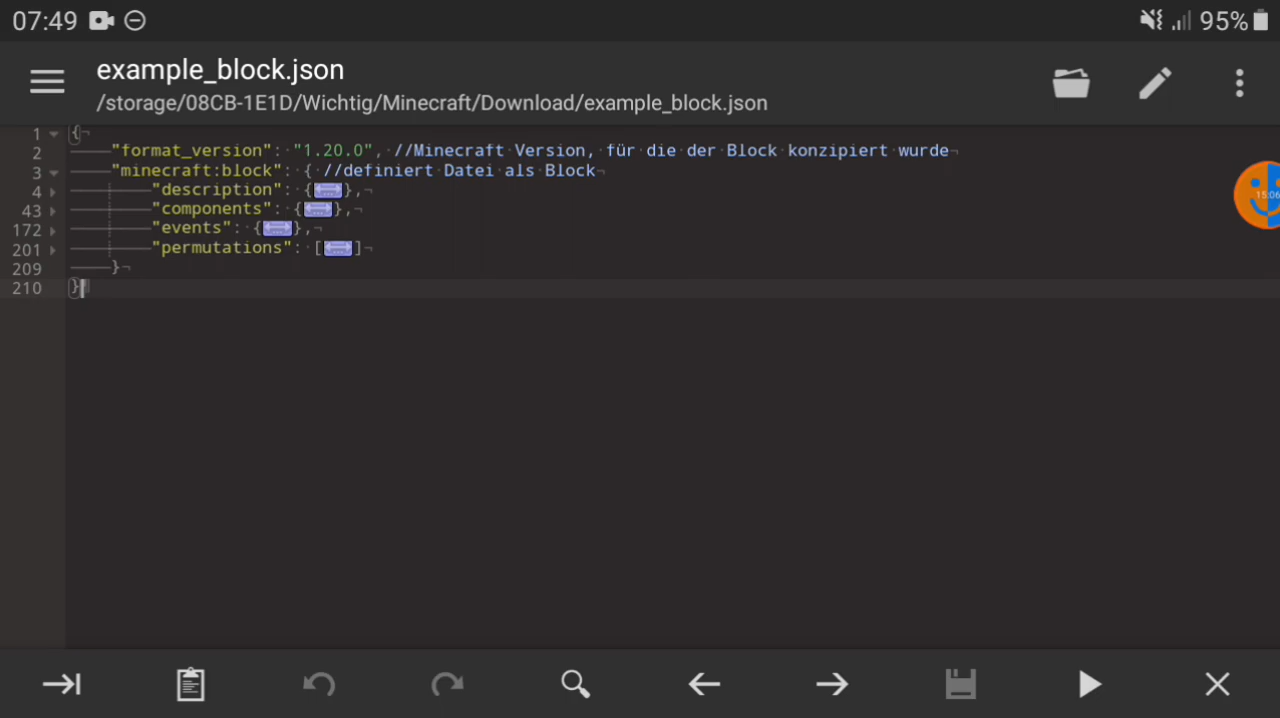 07:49 95%
example_block.json
/storage/08CB-1E1D/Wichtig/Minecraft/Download/example_block.json
1 {
2 "format_version": "1.20.0", //Minecraft Version, für die der Block konzipiert wurde
3 "minecraft:block": { //definiert Datei als Block
4 "description": {...},
43 "components": {...},
172 "events": {...},
201 "permutations": [...]
209 }
210 }
15:06